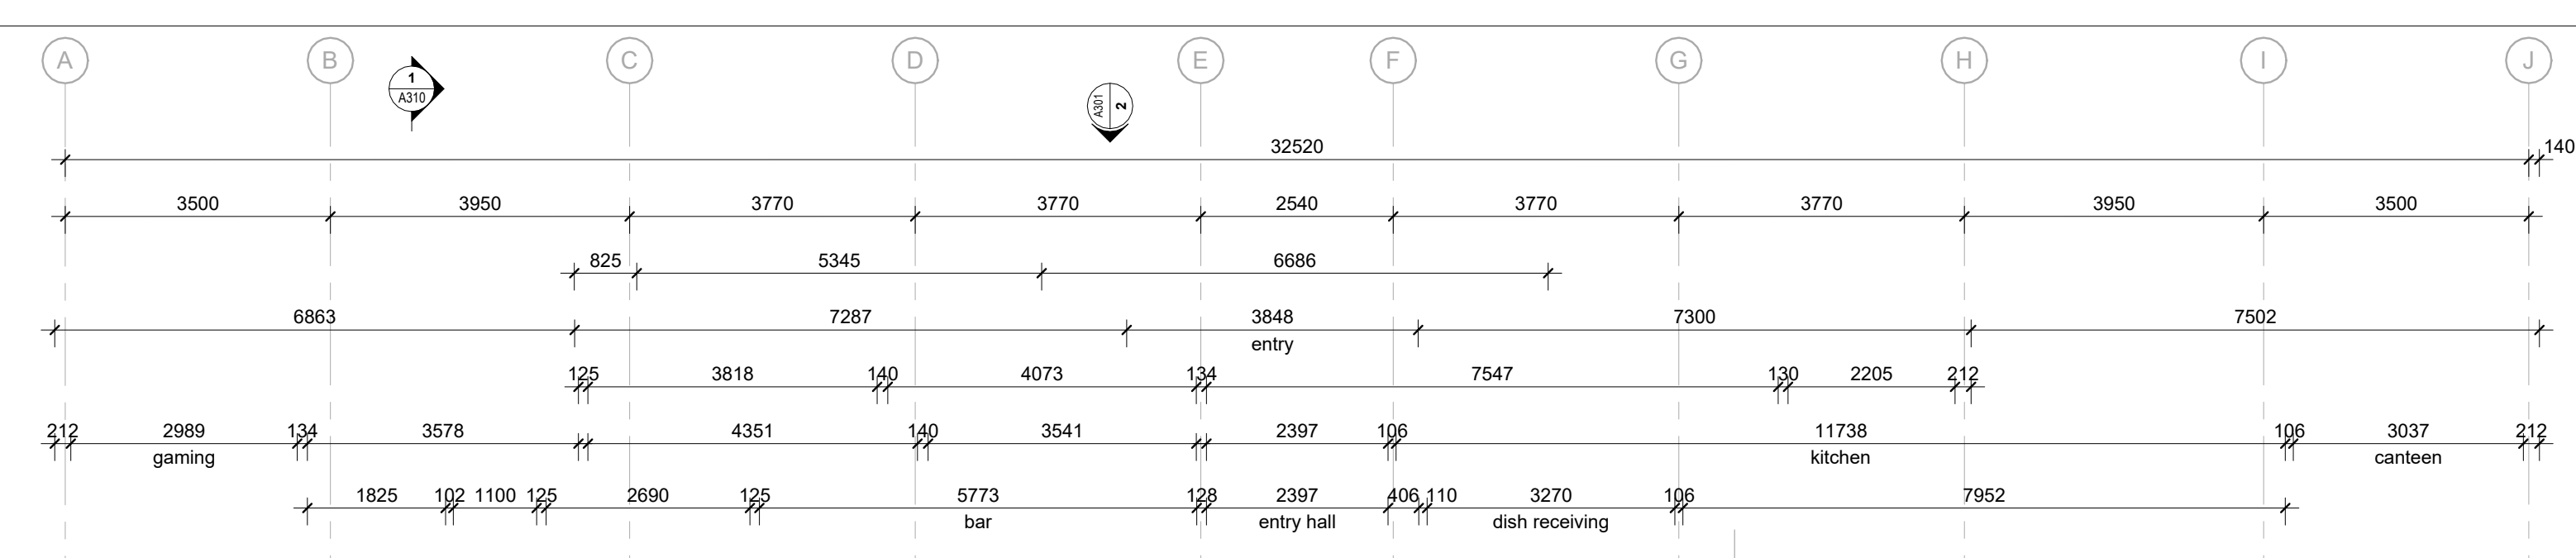 A B C D E F G H I J
1
A310
A301
2
32520 140
3500 3950 3770 3770 2540 3770 3770 3950 3500
825 5345 6686
6863 7287 3848 7300 7502
entry
125 3818 140 4073 134 7547 130 2205 212
212 2989 134 3578 4351 140 3541 2397 106 11738 106 3037 212
gaming kitchen canteen
1825 102 1100 125 2690 125 5773 128 2397 406 110 3270 106 7952
bar entry hall dish receiving